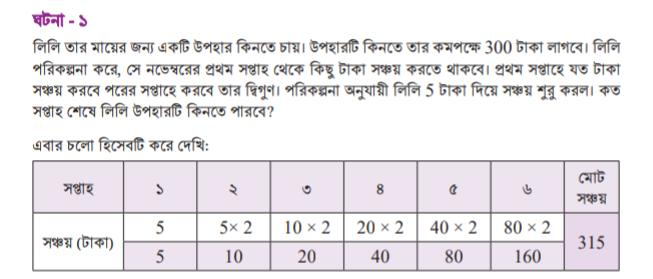 ঘটনা - ১
লিলি তার মায়ের জন্য একটি উপহার কিনতে চায়। উপহারটি কিনতে তার কমপক্ষে 300 টাকা লাগবে। লিলি
পরিকল্পনা করে, সে নভেম্বরের প্রথম সপ্তাহ থেকে কিছু টাকা সঞ্চয় করতে থাকবে। প্রথম সপ্তাহে যত টাকা
সঞ্চয় করবে পরের সপ্তাহে করবে তার দ্বিগুণ। পরিকল্পনা অনুযায়ী লিলি 5 টাকা দিয়ে সঞ্চয় শুরু করল। কত
সপ্তাহ শেষে লিলি উপহারটি কিনতে পারবে?
এবার চলো হিসেবটি করে দেখি:
সপ্তাহ ১ ২ ৩ ৪ ৫ ৬ মোট সঞ্চয়
সঞ্চয় (টাকা) 5 5× 2 10 × 2 20 × 2 40 × 2 80 × 2 315
5 10 20 40 80 160